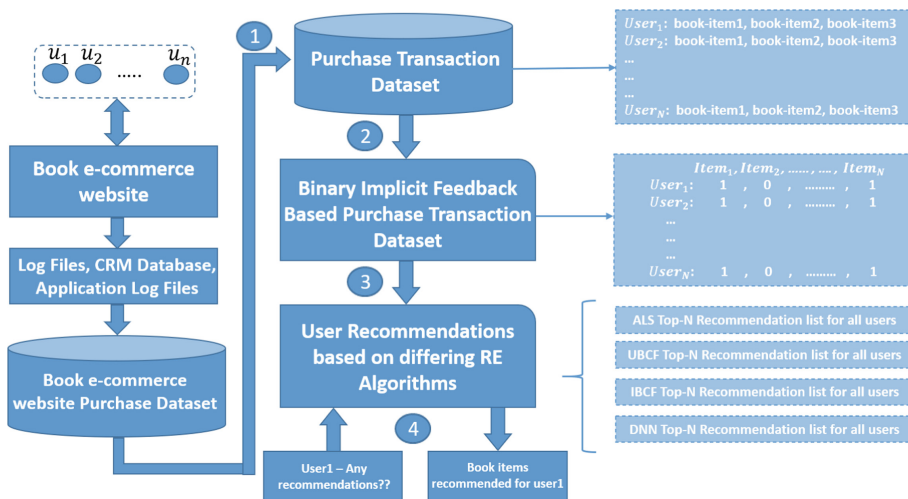 u₁ u₂ ..... uₙ
Book e-commerce
website
Log Files, CRM Database,
Application Log Files
Book e-commerce
website Purchase Dataset
1
Purchase Transaction
Dataset
User₁: book-item1, book-item2, book-item3
User₂: book-item1, book-item2, book-item3
...
...
...
User_N: book-item1, book-item2, book-item3
2
Binary Implicit Feedback
Based Purchase Transaction
Dataset
Item₁, Item₂, ......, ...., Item_N
User₁: 1 , 0 , ......... , 1
User₂: 1 , 0 , ......... , 1
...
...
...
User_N: 1 , 0 , ......... , 1
3
User Recommendations
based on differing RE
Algorithms
ALS Top-N Recommendation list for all users
UBCF Top-N Recommendation list for all users
IBCF Top-N Recommendation list for all users
DNN Top-N Recommendation list for all users
4
User1 – Any
recommendations??
Book items
recommended for user1